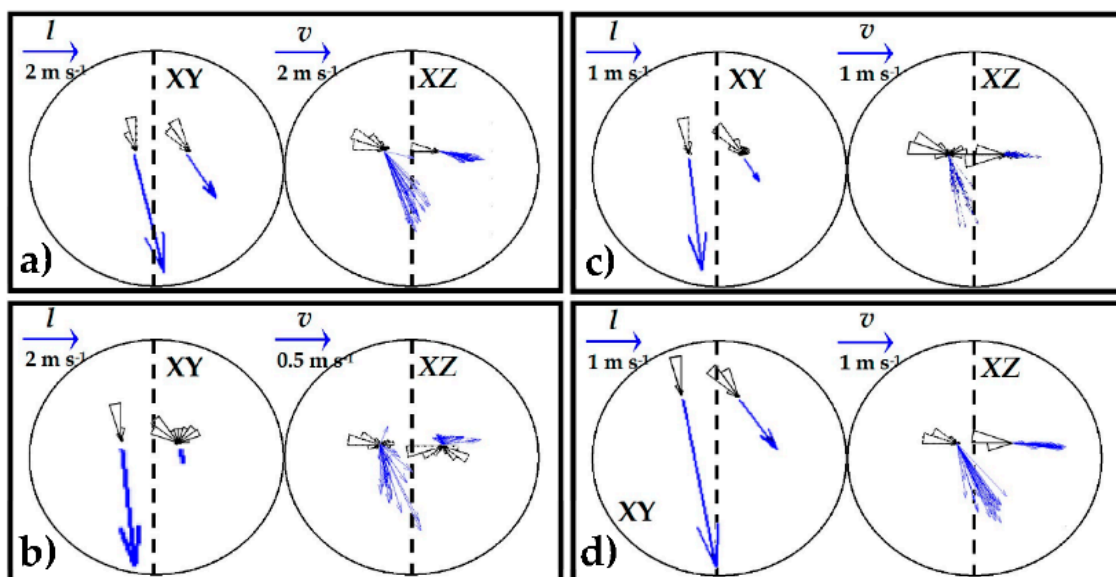 l v
2 m s⁻¹ XY 2 m s⁻¹ XZ
a)
l v
1 m s⁻¹ XY 1 m s⁻¹ XZ
c)
l v
2 m s⁻¹ XY 0.5 m s⁻¹ XZ
b)
l v
1 m s⁻¹ 1 m s⁻¹ XZ
XY
d)